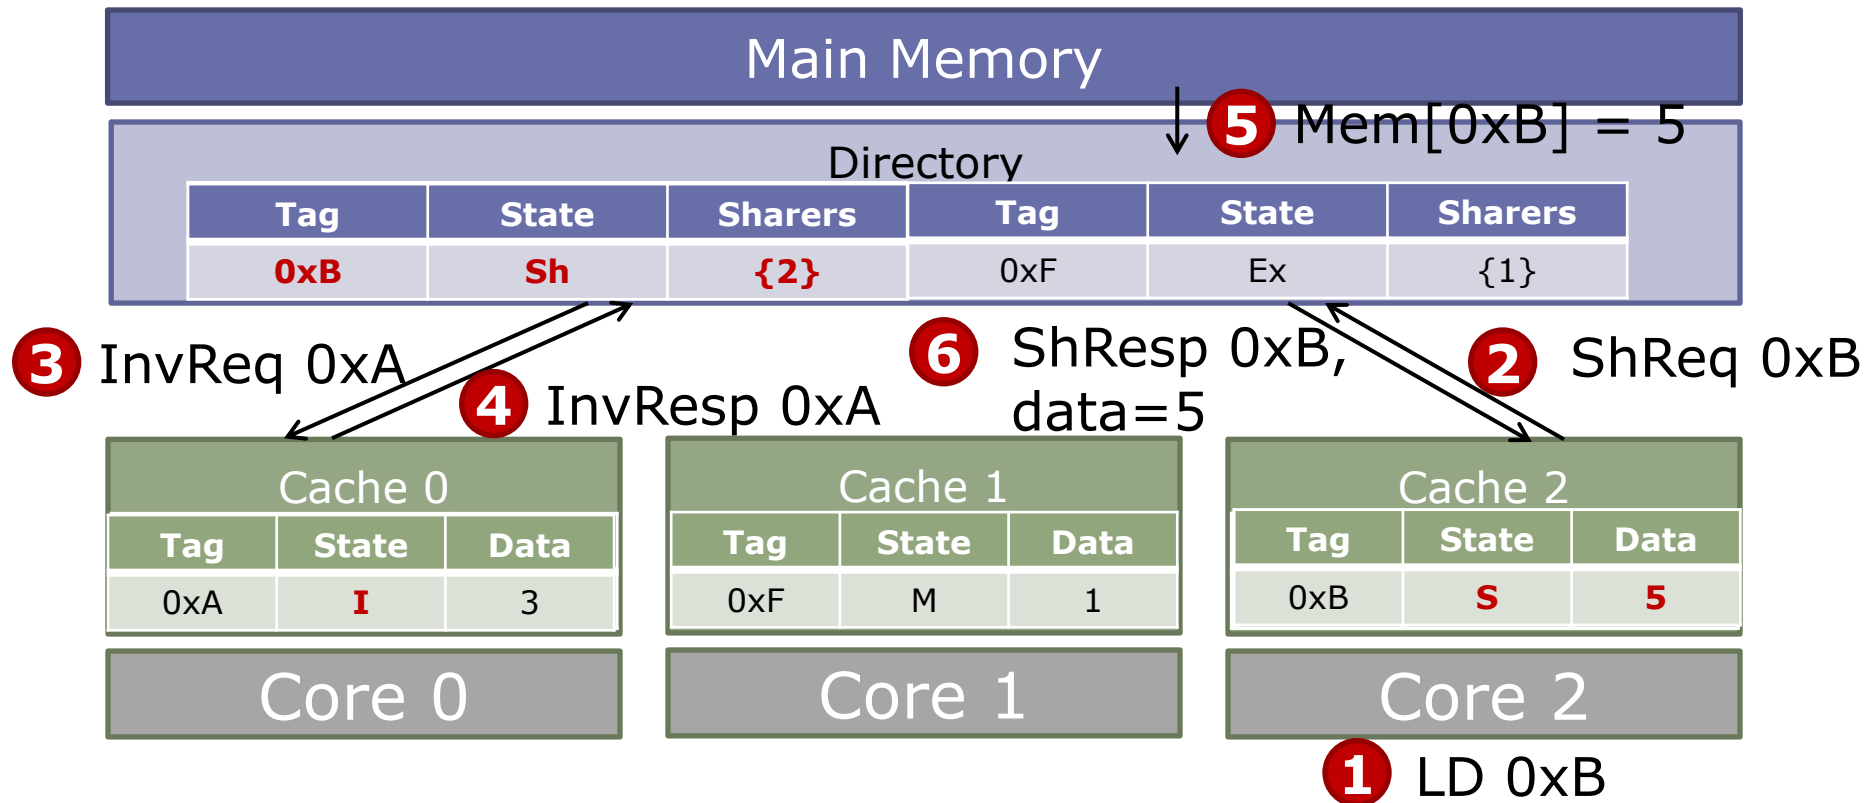 Main Memory
5 Mem[0xB] = 5
Directory
Tag State Sharers Tag State Sharers
0xB Sh {2} 0xF Ex {1}
3 InvReq 0xA
4 InvResp 0xA
6 ShResp 0xB,
data=5
2 ShReq 0xB
Cache 0
Tag State Data
0xA I 3
Core 0
Cache 1
Tag State Data
0xF M 1
Core 1
Cache 2
Tag State Data
0xB S 5
Core 2
1 LD 0xB